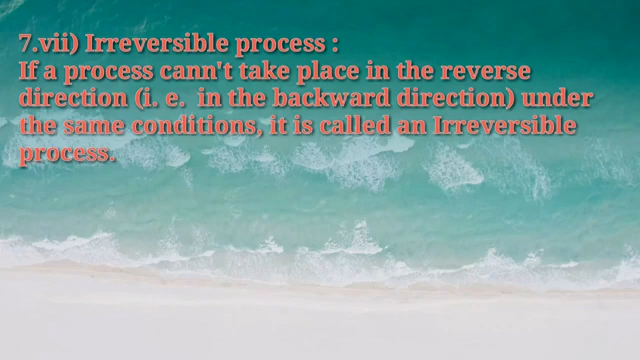 7.vii) Irreversible process :
If a process cann't take place in the reverse
direction (i. e.  in the backward direction) under
the same conditions, it is called an Irreversible
process.